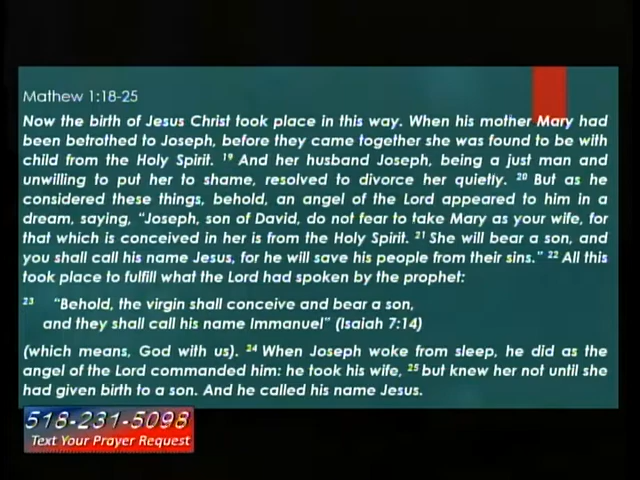 Mathew 1:18-25
Now the birth of Jesus Christ took place in this way. When his mother Mary had
been betrothed to Joseph, before they came together she was found to be with
child from the Holy Spirit. 19 And her husband Joseph, being a just man and
unwilling to put her to shame, resolved to divorce her quietly. 20 But as he
considered these things, behold, an angel of the Lord appeared to him in a
dream, saying, “Joseph, son of David, do not fear to take Mary as your wife, for
that which is conceived in her is from the Holy Spirit. 21 She will bear a son, and
you shall call his name Jesus, for he will save his people from their sins.” 22 All this
took place to fulfill what the Lord had spoken by the prophet:
23 “Behold, the virgin shall conceive and bear a son,
and they shall call his name Immanuel” (Isaiah 7:14)
(which means, God with us). 24 When Joseph woke from sleep, he did as the
angel of the Lord commanded him: he took his wife, 25 but knew her not until she
had given birth to a son. And he called his name Jesus.
518-231-5098
Text Your Prayer Request